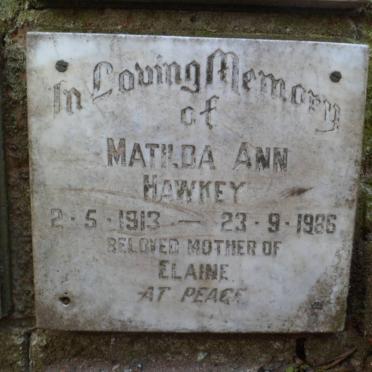 In Loving Memory
of
MATILDA ANN
HAWKEY
2·5·1913 — 23·9·1986
BELOVED MOTHER OF
ELAINE
AT PEACE